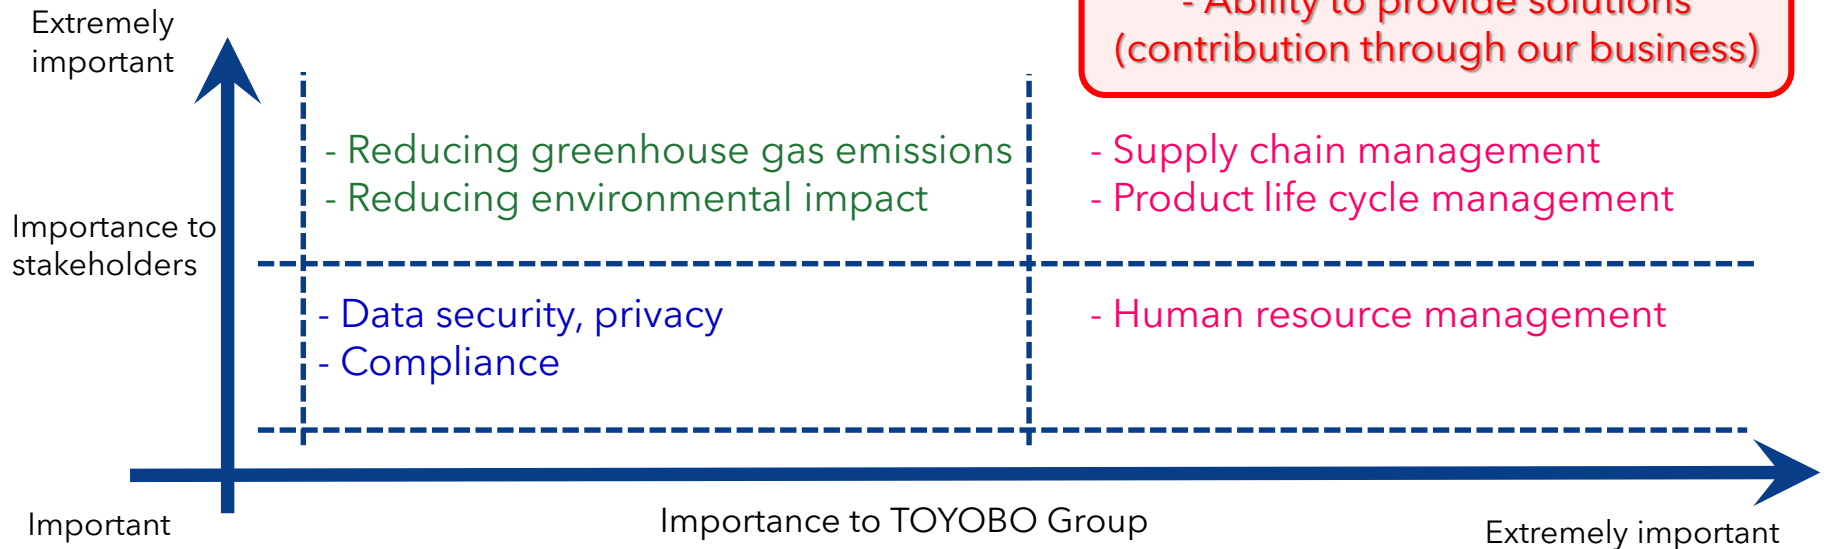 - Ability to provide solutions
(contribution through our business)
Extremely
important
- Reducing greenhouse gas emissions
- Reducing environmental impact
- Supply chain management
- Product life cycle management
Importance to
stakeholders
- Data security, privacy
- Compliance
- Human resource management
Important
Importance to TOYOBO Group
Extremely important